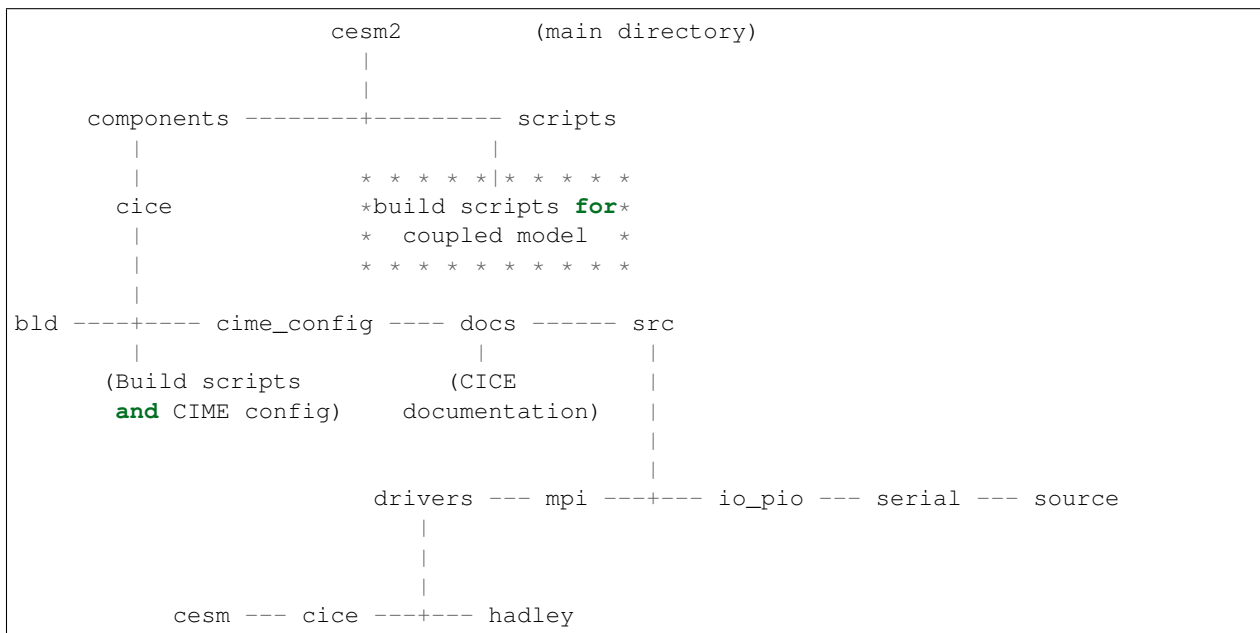 cesm2 (main directory)
|
|
components --------+--------- scripts
| |
| * * * * *|* * * * *
cice *build scripts for*
| * coupled model *
| * * * * * * * * * *
|
bld ----+---- cime_config ---- docs ------ src
| | |
(Build scripts (CICE |
and CIME config) documentation) |
|
|
drivers --- mpi ---+--- io_pio --- serial --- source
|
|
|
cesm --- cice ---+--- hadley